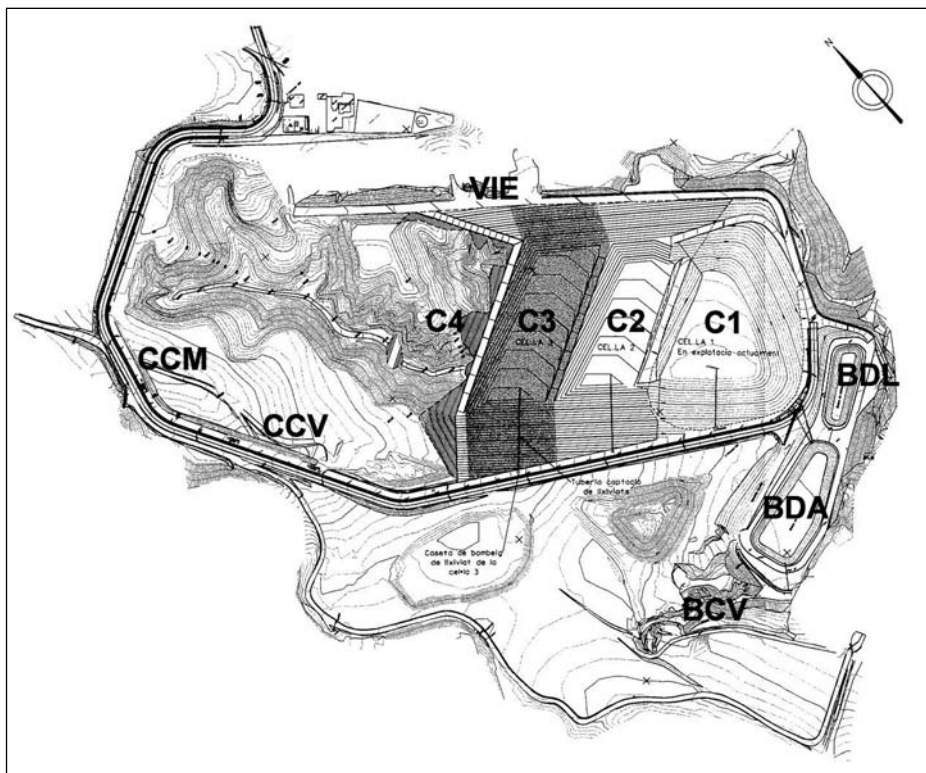 N
VIE
C4
C3
CEL.LA 3
C2
CEL.LA 2
C1
CEL.LA 1
En explotació actualment
CCM
CCV
BDL
BDA
BCV
Tuberia captació
de lixiviats
Caseta de bombeig
de lixiviat de la
cel·la 3